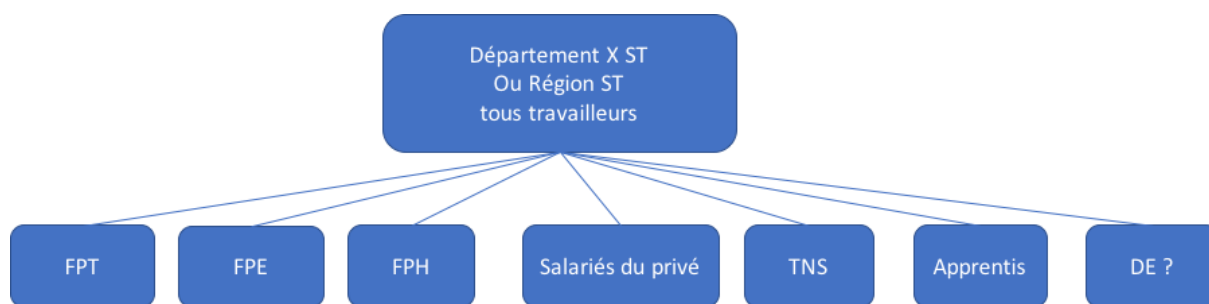 Département X ST
Ou Région ST
tous travailleurs
FPT
FPE
FPH
Salariés du privé
TNS
Apprentis
DE ?